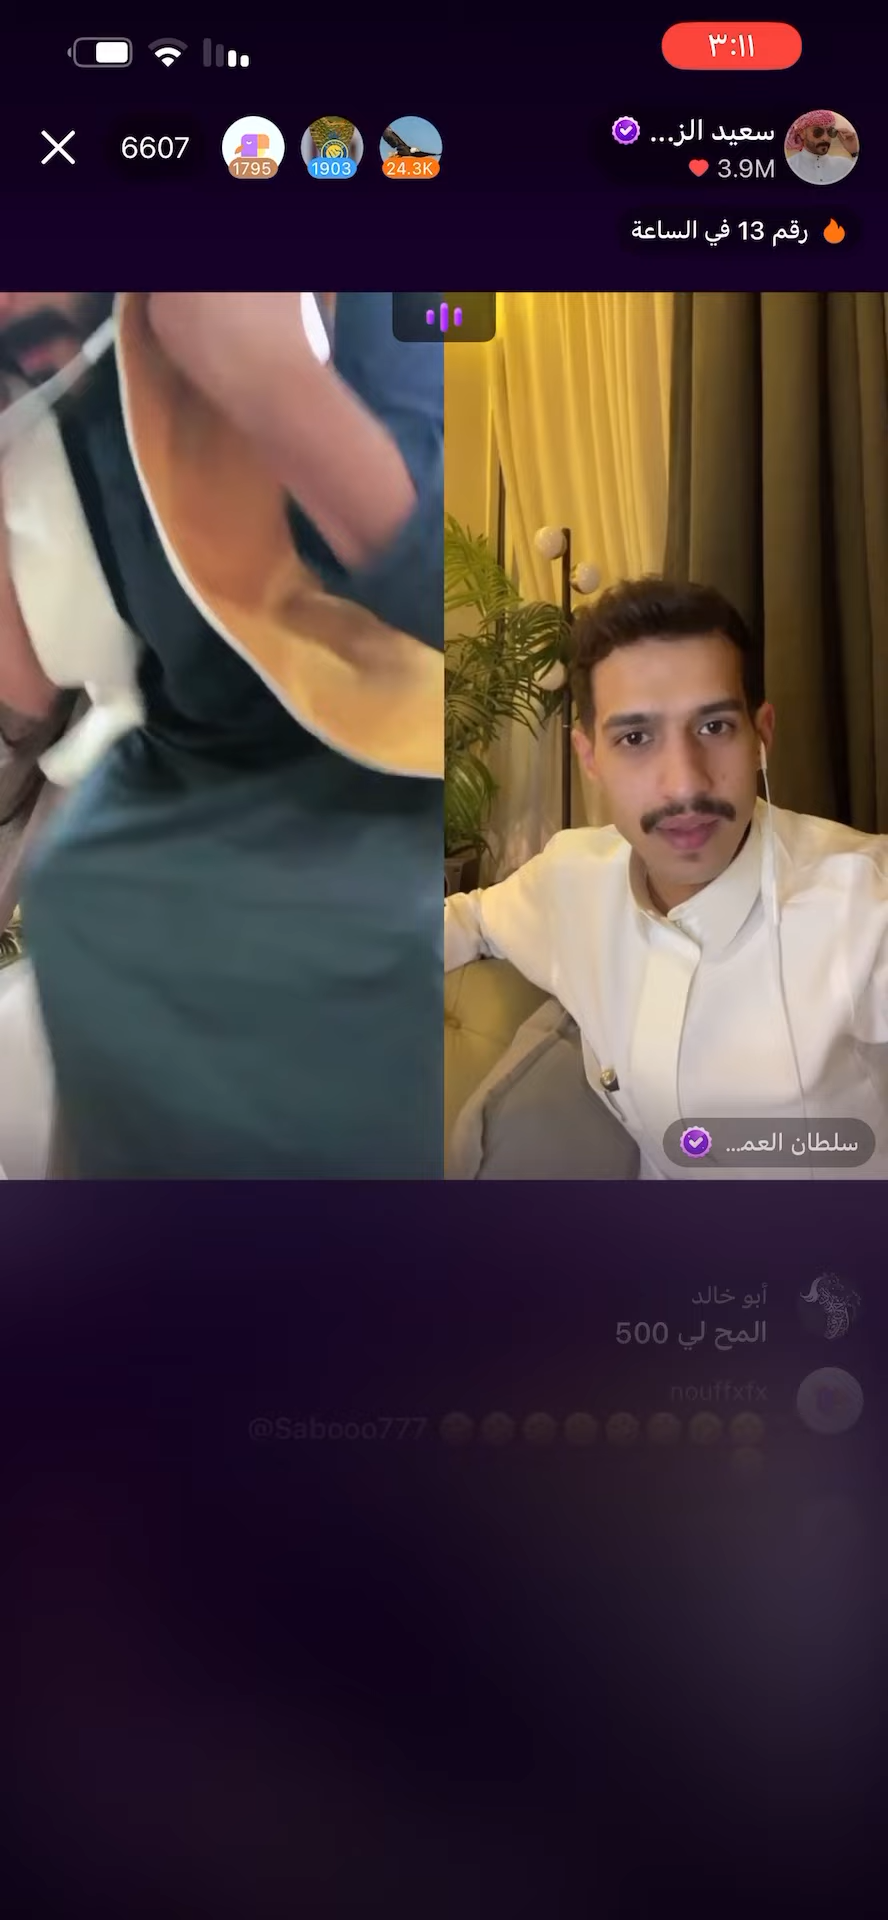 ٣:١١
سعيد الز...
3.9M
24.3K
1903
1795
6607
رقم 13 في الساعة
سلطان العمـ...
أبو خالد
المح لي 500
nouffxfx
@Sabooo777